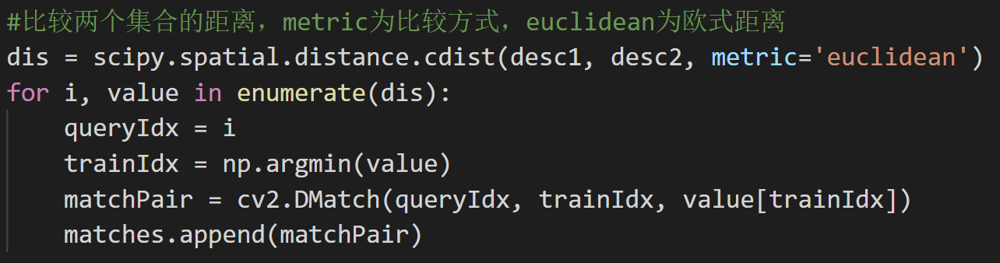 #比较两个集合的距离，metric为比较方式，euclidean为欧式距离
dis = scipy.spatial.distance.cdist(desc1, desc2, metric='euclidean')
for i, value in enumerate(dis):
    queryIdx = i
    trainIdx = np.argmin(value)
    matchPair = cv2.DMatch(queryIdx, trainIdx, value[trainIdx])
    matches.append(matchPair)